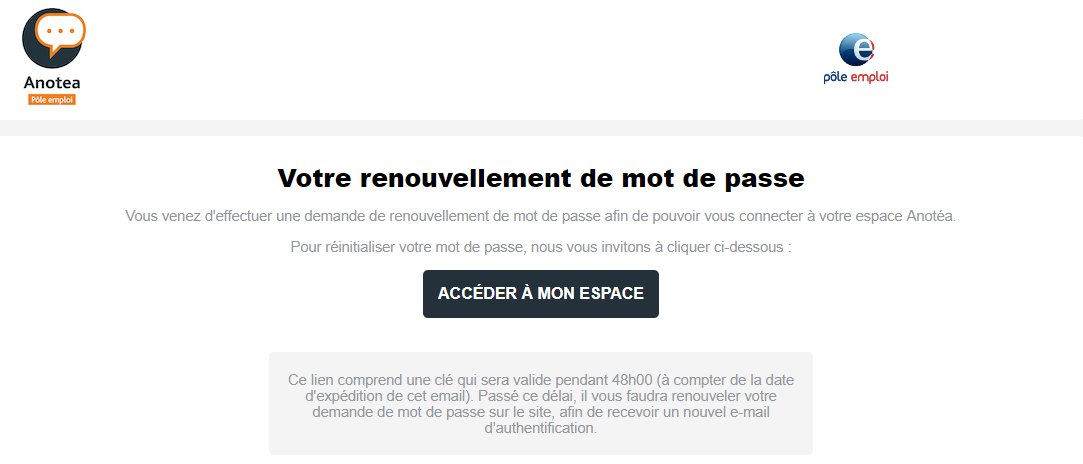 Anotea
Pôle emploi
pôle emploi
Votre renouvellement de mot de passe
Vous venez d'effectuer une demande de renouvellement de mot de passe afin de pouvoir vous connecter à votre espace Anotéa.
Pour réinitialiser votre mot de passe, nous vous invitons à cliquer ci-dessous :
ACCÉDER À MON ESPACE
Ce lien comprend une clé qui sera valide pendant 48h00 (à compter de la date
d'expédition de cet email). Passé ce délai, il vous faudra renouveler votre
demande de mot de passe sur le site, afin de recevoir un nouvel e-mail
d'authentification.